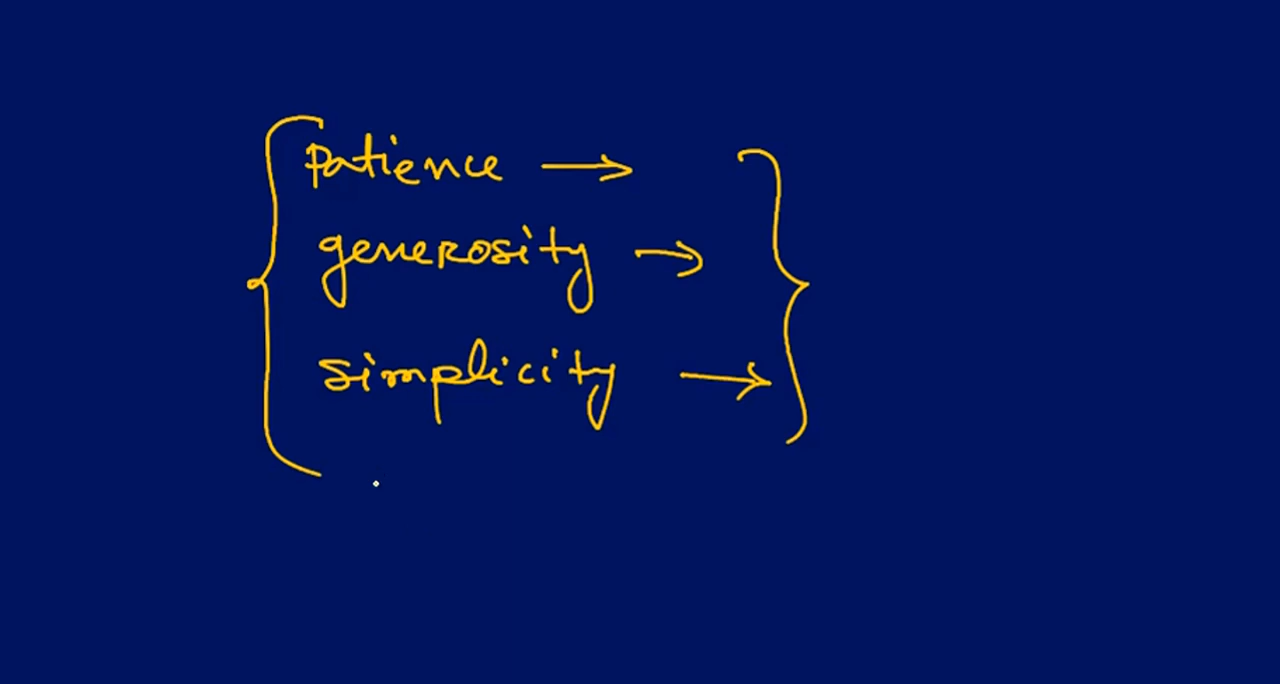 patience →
generosity →
simplicity →